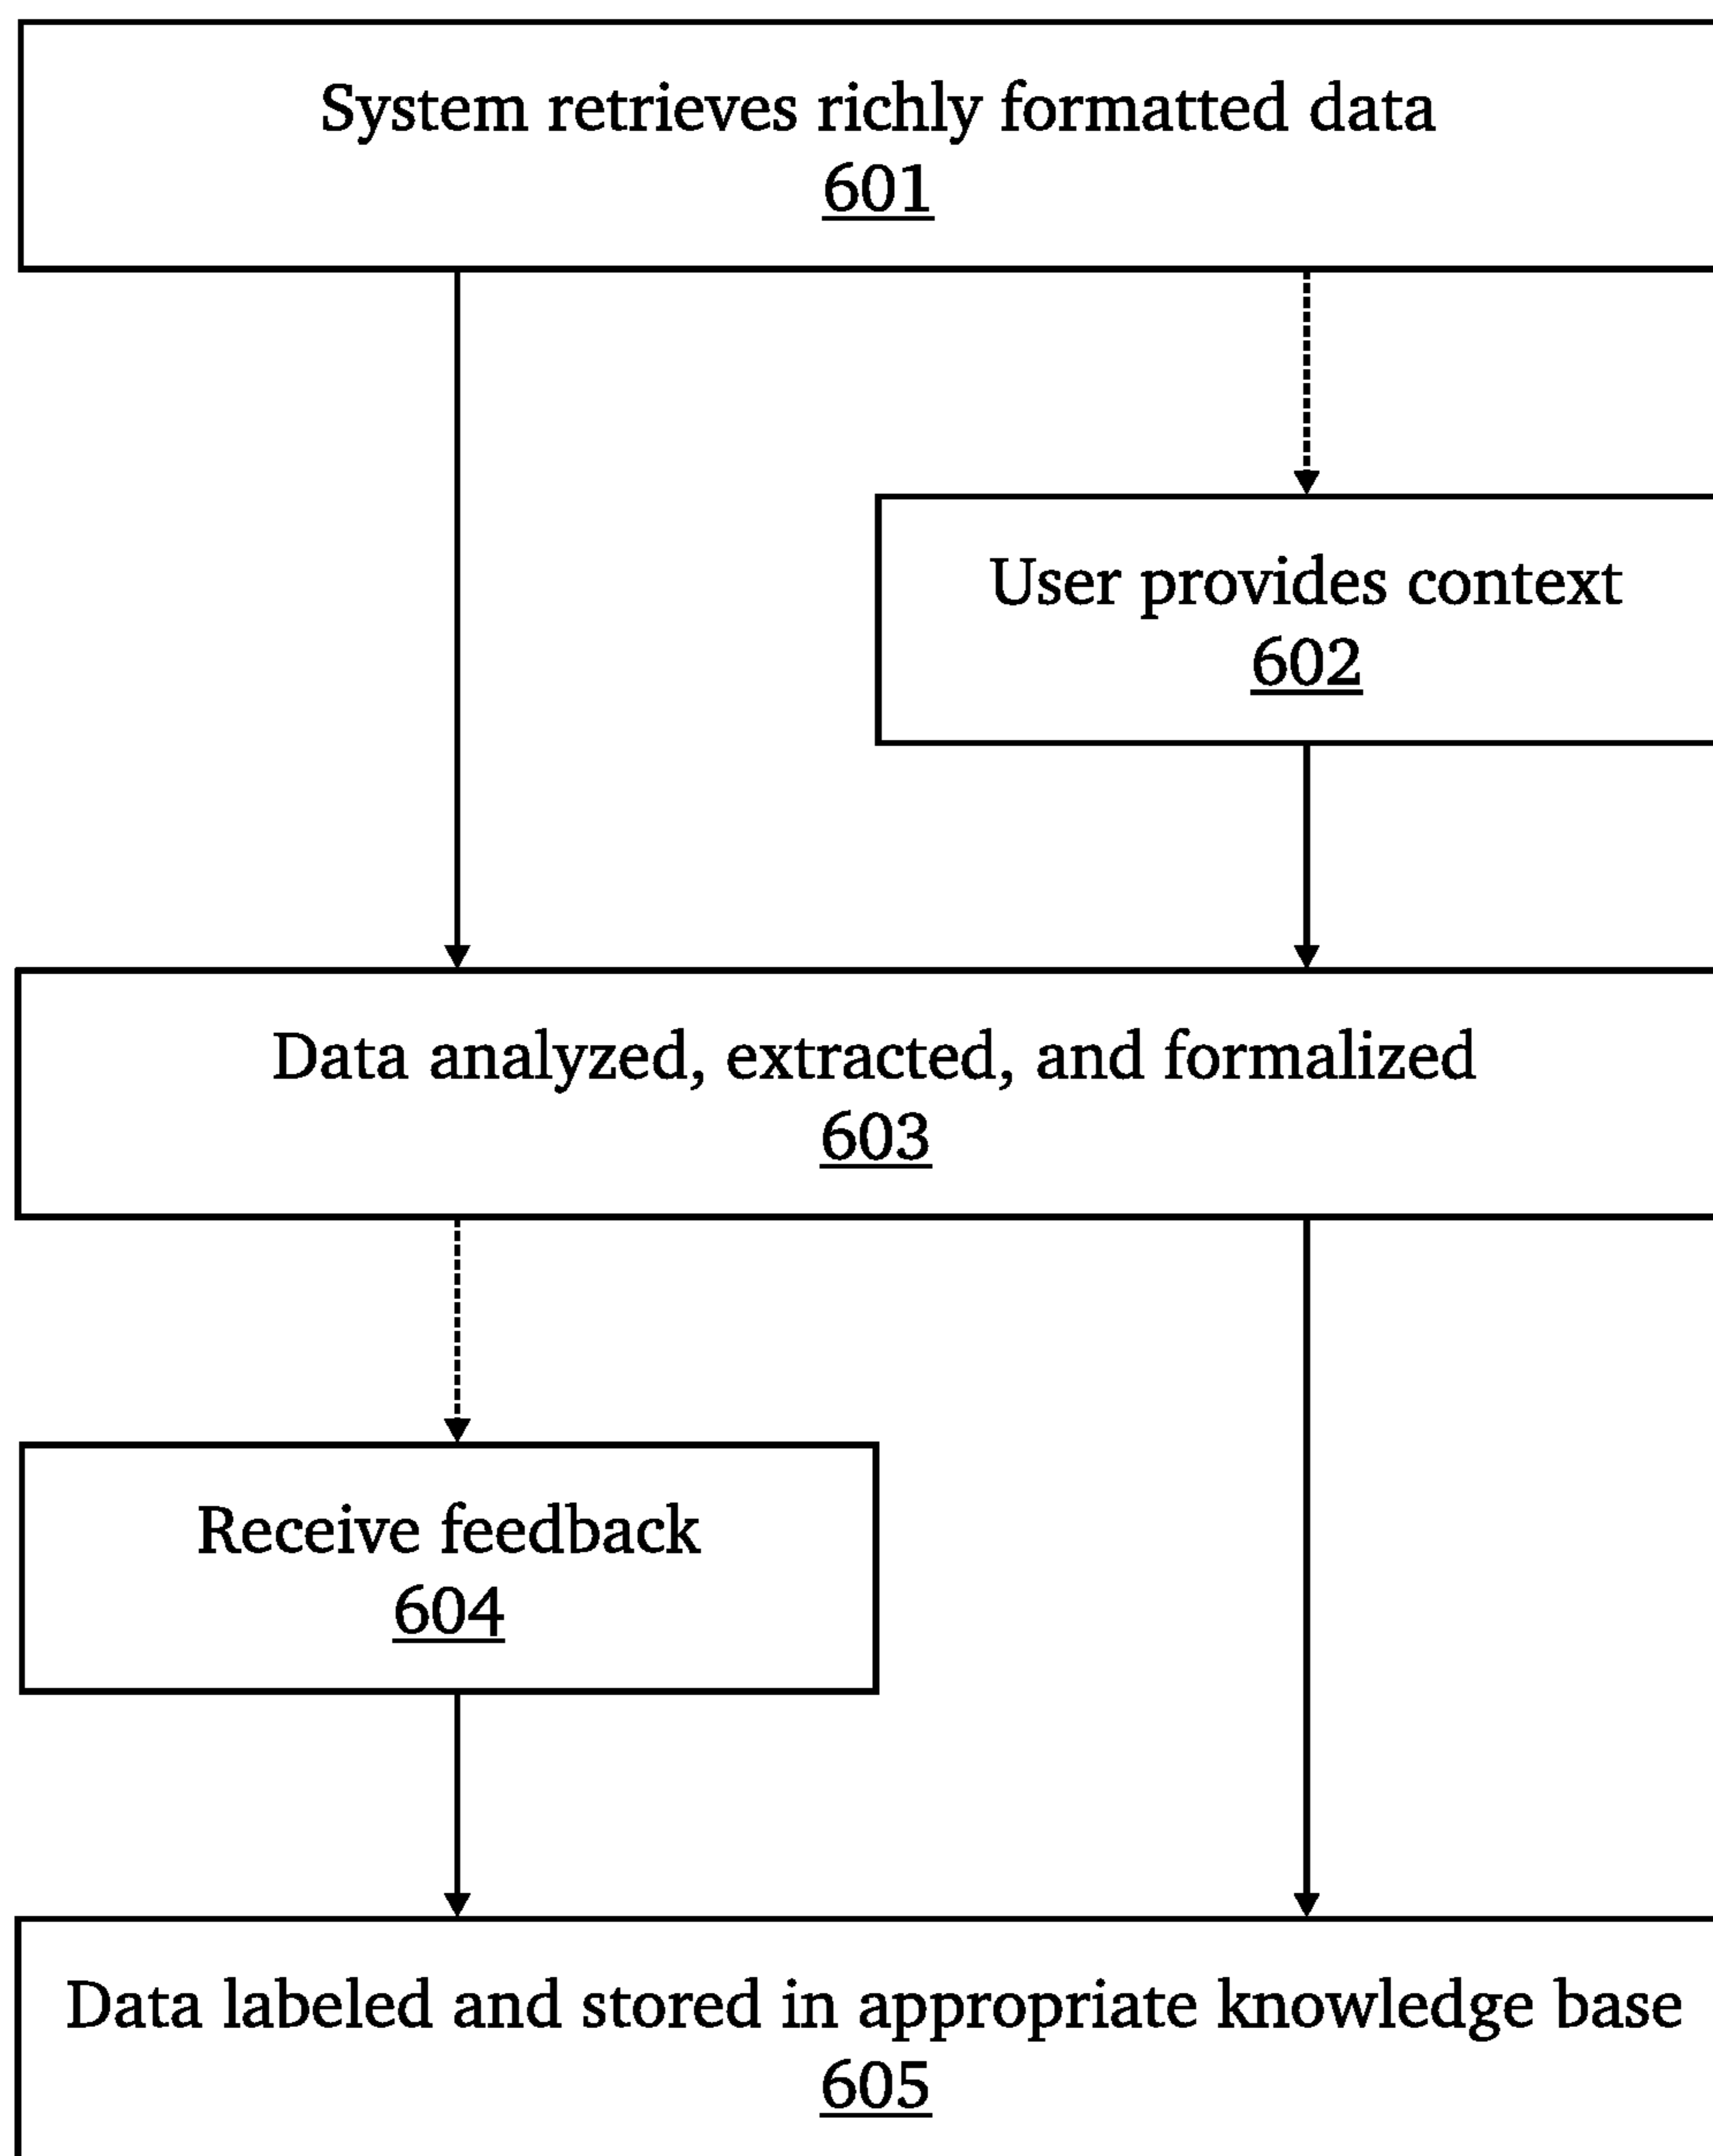 System retrieves richly formatted data
601
User provides context
602
Data analyzed, extracted, and formalized
603
Receive feedback
604
Data labeled and stored in appropriate knowledge base
605